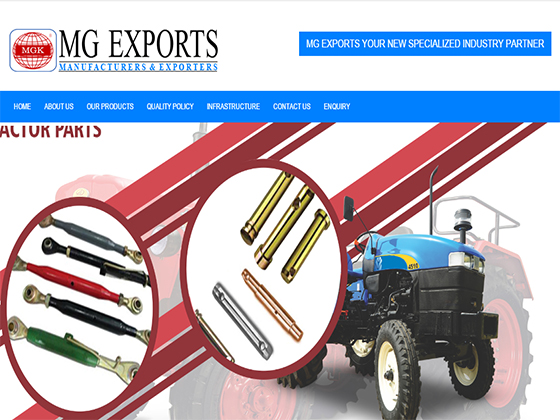 MGK
MG EXPORTS
MANUFACTURERS & EXPORTERS
MG EXPORTS YOUR NEW SPECIALIZED INDUSTRY PARTNER
HOME ABOUT US OUR PRODUCTS QUALITY POLICY INFRASTRUCTURE CONTACT US ENQUIRY
ACTOR PARTS
4510